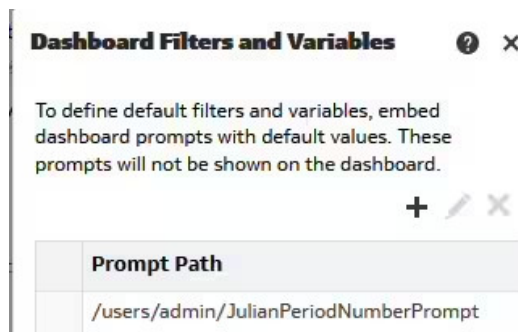 Dashboard Filters and Variables
To define default filters and variables, embed
dashboard prompts with default values. These
prompts will not be shown on the dashboard.
Prompt Path
/users/admin/JulianPeriodNumberPrompt